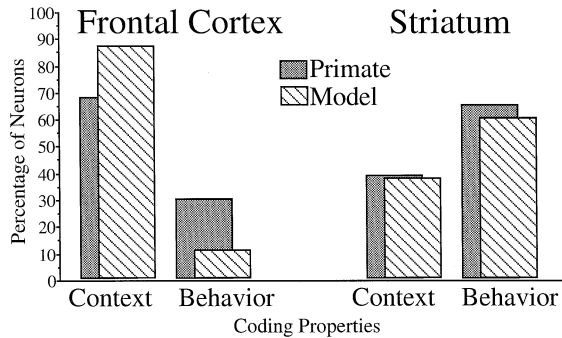 Frontal Cortex
Striatum
Percentage of Neurons
100
90
80
70
60
50
40
30
20
10
0
Primate
Model
Context
Behavior
Context
Behavior
Coding Properties